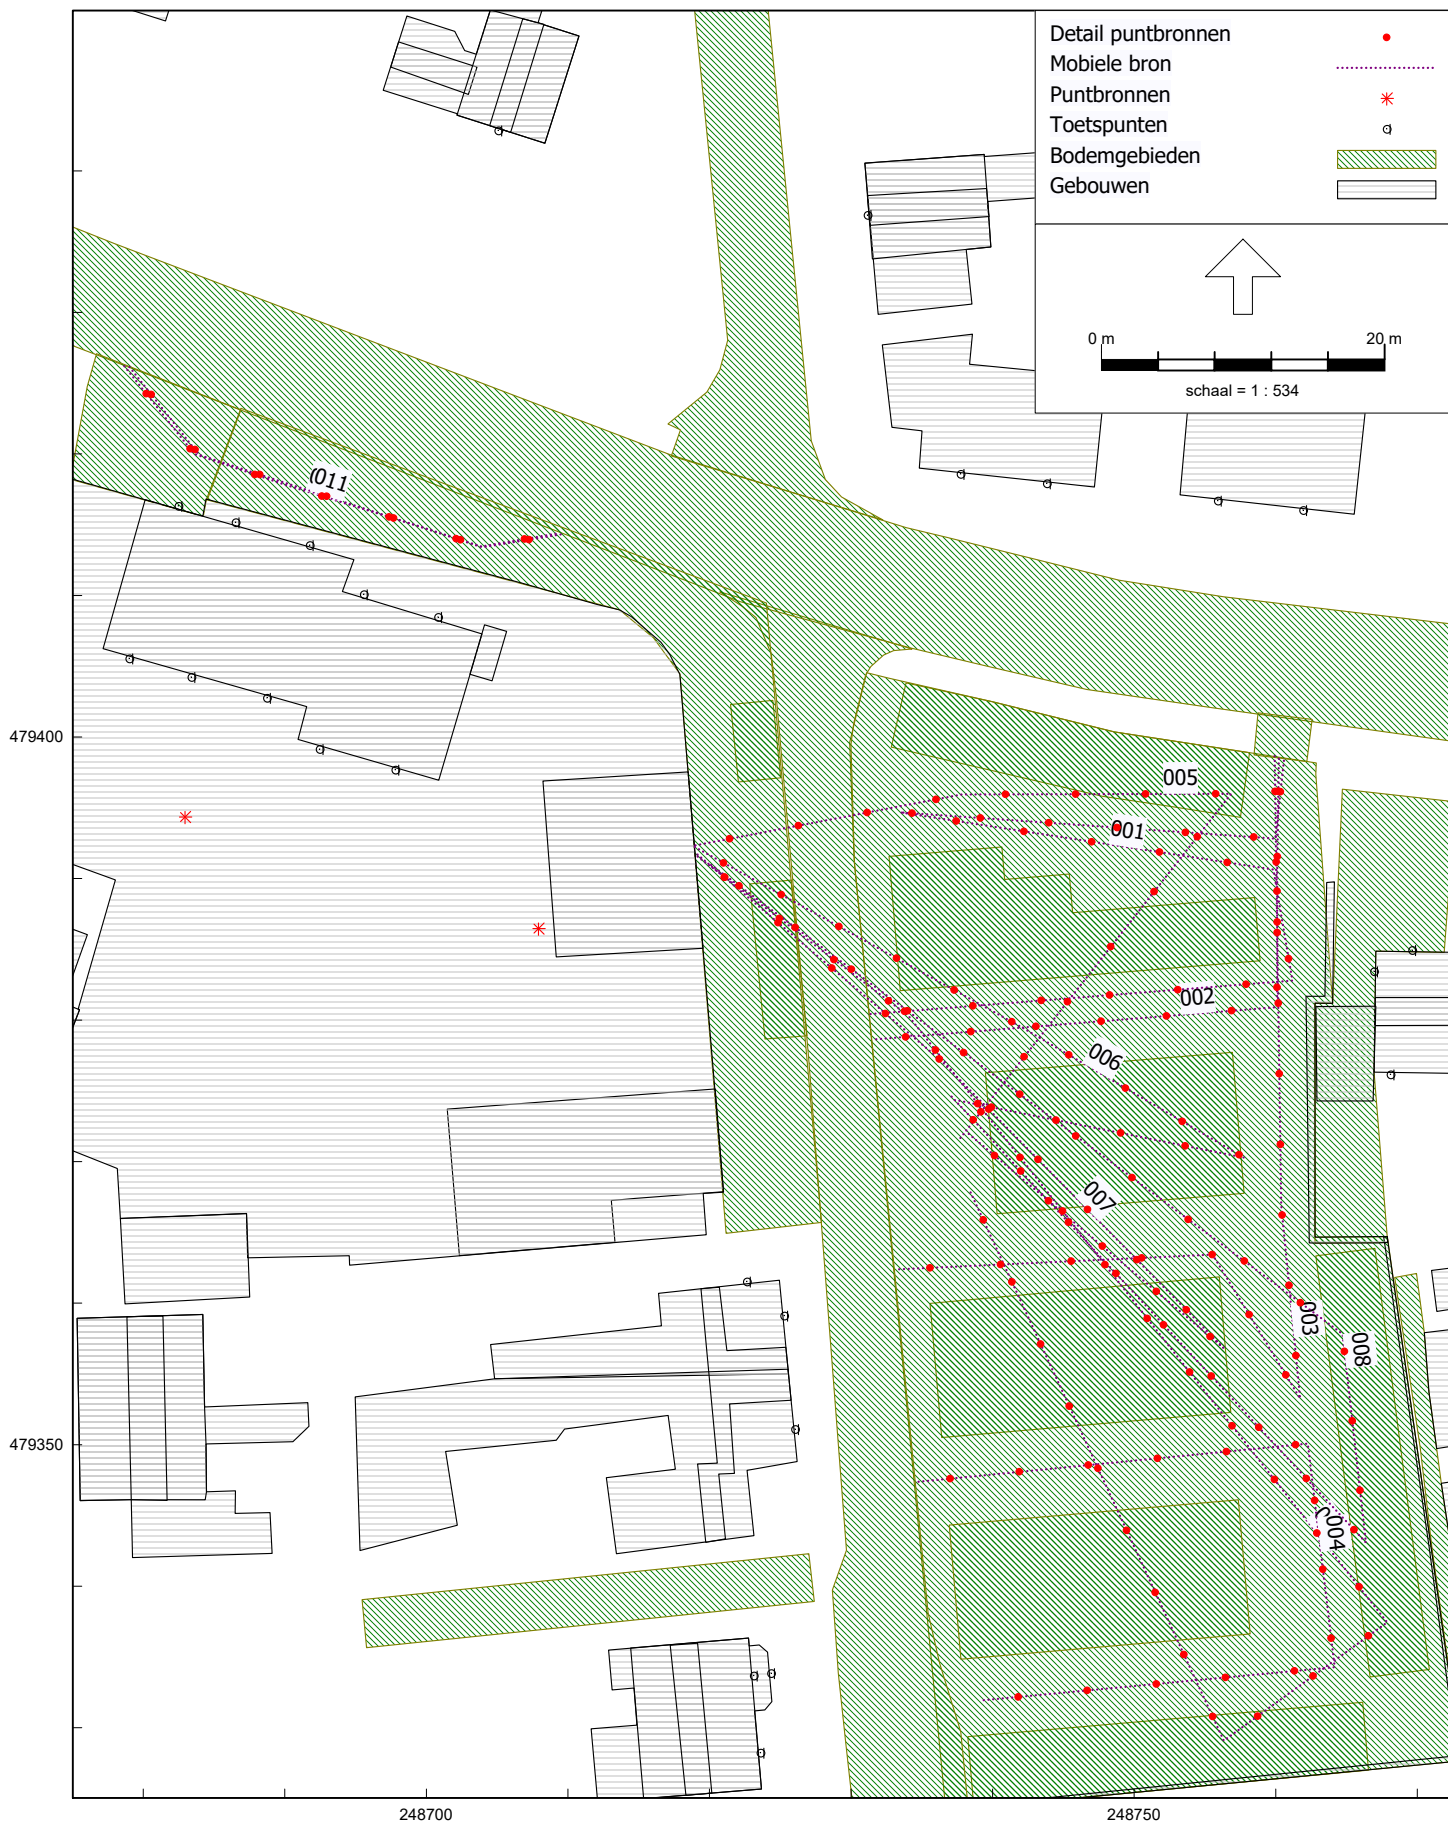 Detail puntbronnen
Mobiele bron
Puntbronnen
Toetspunten
Bodemgebieden
Gebouwen
0 m 20 m
schaal = 1 : 534
011
479400
005
001
002
006
007
003
008
479350
004
248700 248750